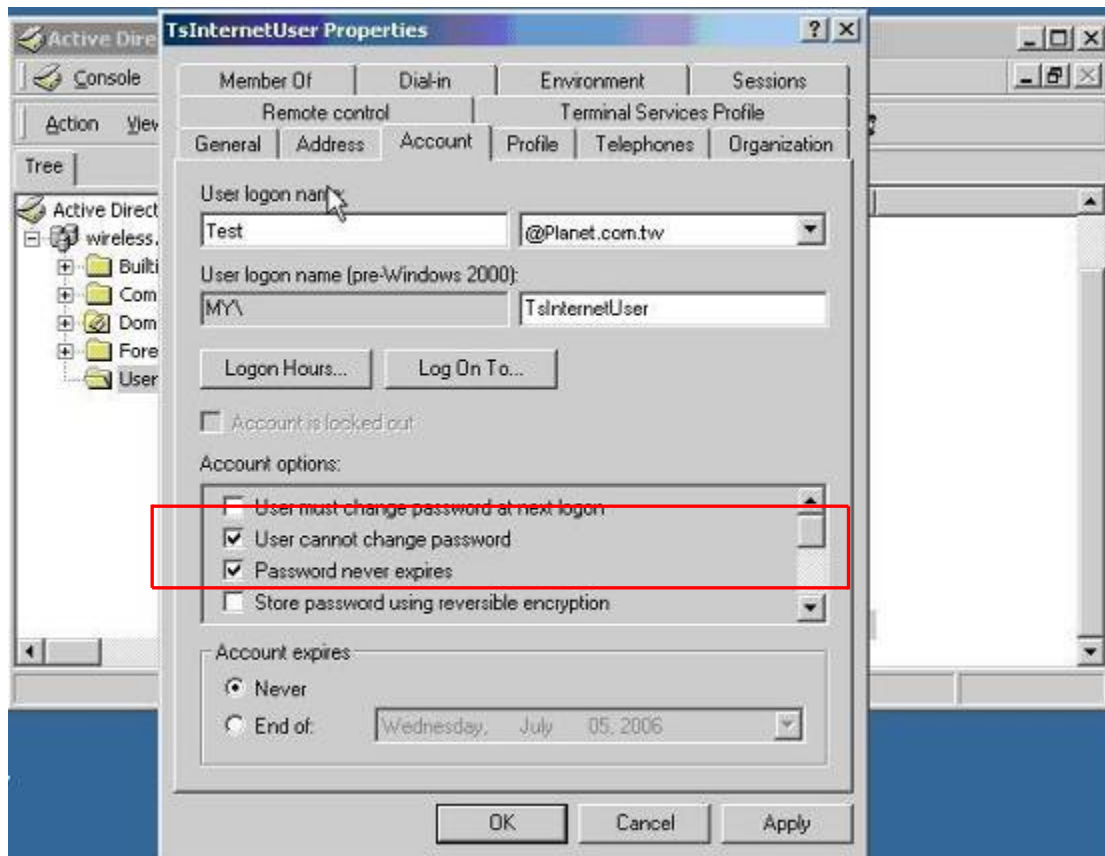 Active Dire
TsInternetUser Properties
Console
Action
Tree
Active Direct
wireless.
Builti
Com
Dom
Fore
User
Member Of Dial-in Environment Sessions
Remote control Terminal Services Profile
General Address Account Profile Telephones Organization
User logon name:
Test @Planet.com.tw
User logon name (pre-Windows 2000):
MY\ TsInternetUser
Logon Hours... Log On To...
Account is locked out
Account options:
User must change password at next logon
User cannot change password
Password never expires
Store password using reversible encryption
Account expires
Never
End of: Wednesday, July 05, 2006
OK Cancel Apply